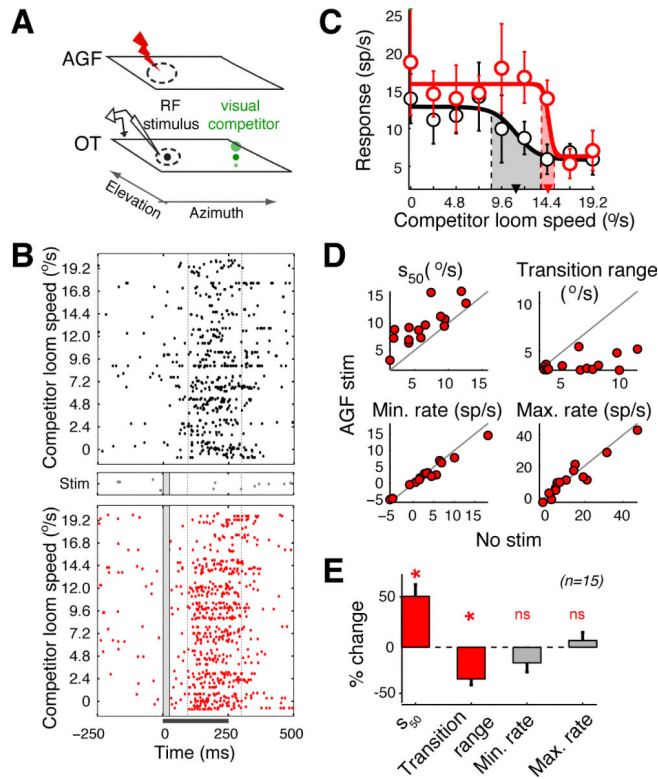 A
AGF
RF
stimulus
visual
competitor
OT
Elevation
Azimuth
B
Competitor loom speed (º/s)
19.2
16.8
14.4
12.0
9.6
7.2
4.8
2.4
0
Stim
Competitor loom speed (º/s)
19.2
16.8
14.4
12.0
9.6
7.2
4.8
2.4
0
−250 0 250 500
Time (ms)
C
Response (sp/s)
25
20
15
10
5
0 4.8 9.6 14.4 19.2
Competitor loom speed (º/s)
D
s50(º/s)
15
10
5
5 10 15
Transition range
(º/s)
10
5
5 10
AGF stim
Min. rate (sp/s)
15
10
5
0
−5
−5 0 5 10 15
Max. rate (sp/s)
40
20
0
0 20 40
No stim
E
(n=15)
% change
50
0
-50
* * ns ns
s50
Transition
range
Min. rate
Max. rate